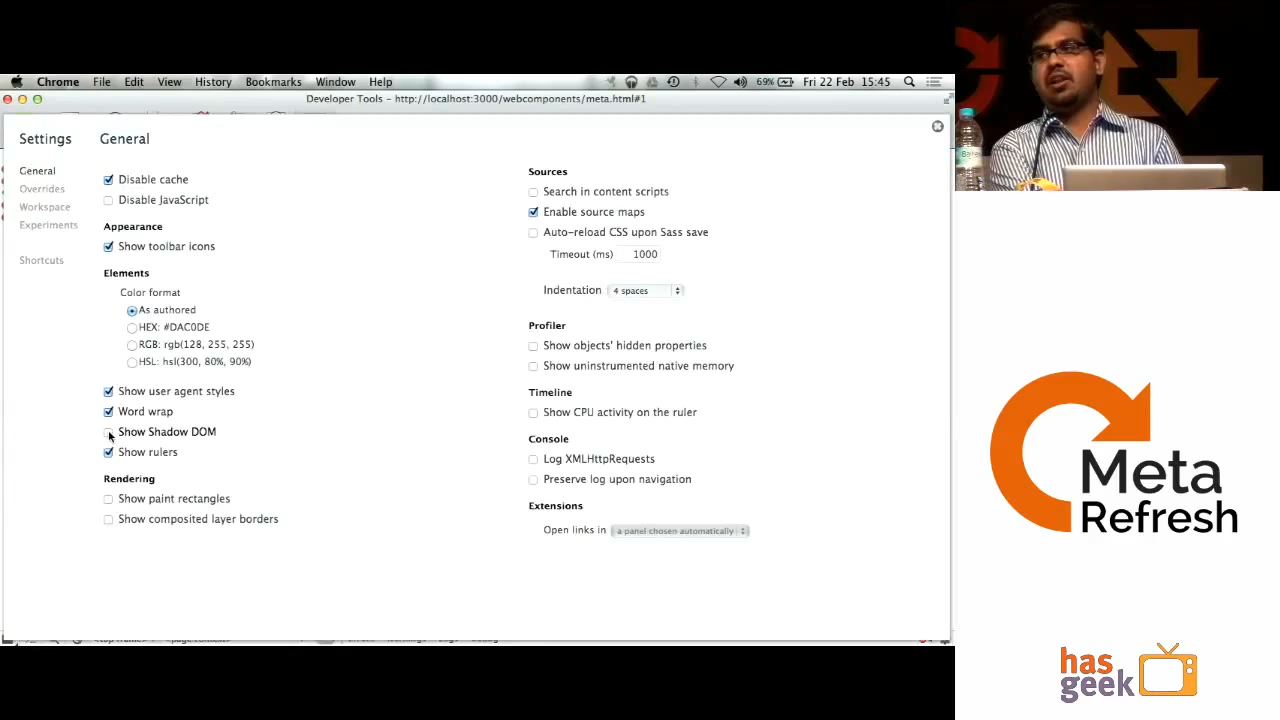 Chrome File Edit View History Bookmarks Window Help 69% Fri 22 Feb 15:45
Developer Tools - http://localhost:3000/webcomponents/meta.html#1
Settings
General
Overrides
Workspace
Experiments
Shortcuts
General
Disable cache
Disable JavaScript
Appearance
Show toolbar icons
Elements
Color format
As authored
HEX: #DAC0DE
RGB: rgb(128, 255, 255)
HSL: hsl(300, 80%, 90%)
Show user agent styles
Word wrap
Show Shadow DOM
Show rulers
Rendering
Show paint rectangles
Show composited layer borders
Sources
Search in content scripts
Enable source maps
Auto-reload CSS upon Sass save
Timeout (ms) 1000
Indentation 4 spaces
Profiler
Show objects' hidden properties
Show uninstrumented native memory
Timeline
Show CPU activity on the ruler
Console
Log XMLHttpRequests
Preserve log upon navigation
Extensions
Open links in a panel chosen automatically
Meta
Refresh
has
geek